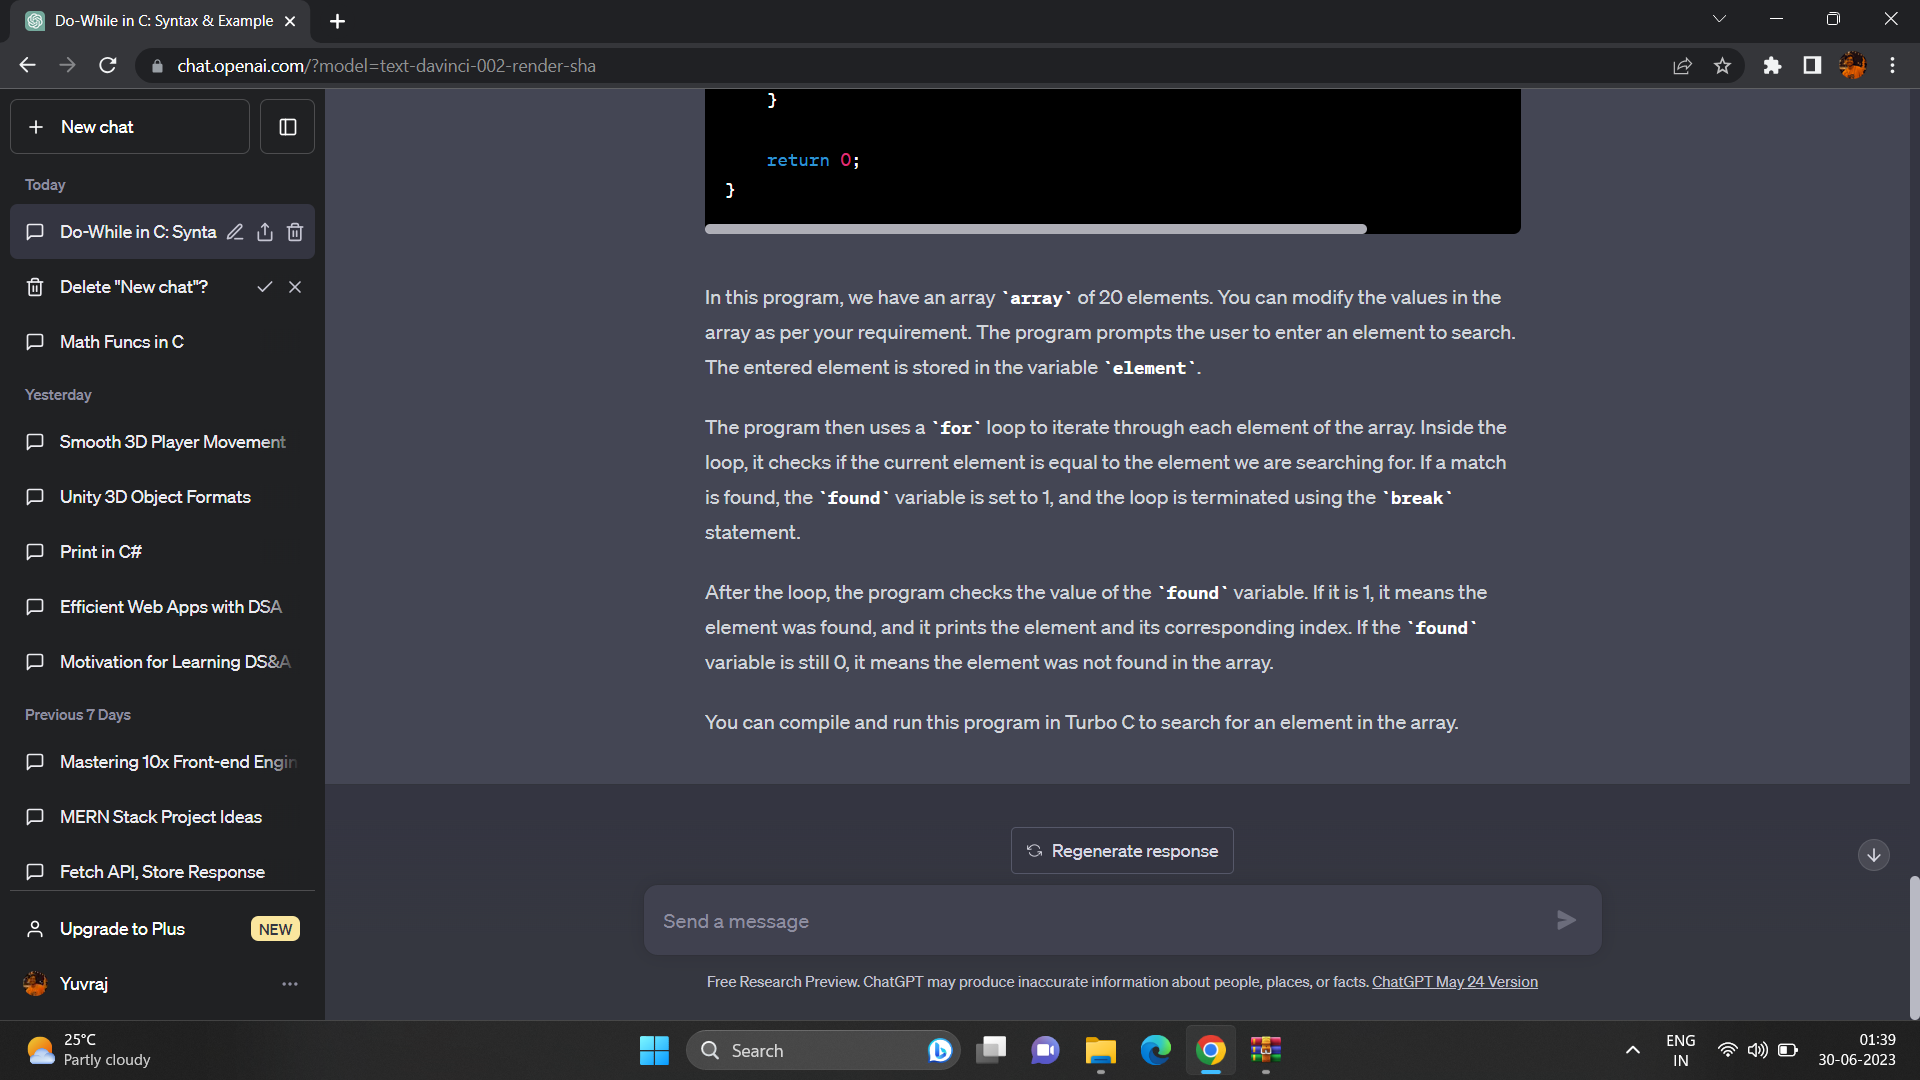 Do-While in C: Syntax & Example
chat.openai.com/?model=text-davinci-002-render-sha
New chat
Today
Do-While in C: Synta
Delete "New chat"?
Math Funcs in C
Yesterday
Smooth 3D Player Movement
Unity 3D Object Formats
Print in C#
Efficient Web Apps with DSA
Motivation for Learning DS&A
Previous 7 Days
Mastering 10x Front-end Engin
MERN Stack Project Ideas
Fetch API, Store Response
Upgrade to Plus NEW
Yuvraj
}
return 0;
}
In this program, we have an array `array` of 20 elements. You can modify the values in the
array as per your requirement. The program prompts the user to enter an element to search.
The entered element is stored in the variable `element`.
The program then uses a `for` loop to iterate through each element of the array. Inside the
loop, it checks if the current element is equal to the element we are searching for. If a match
is found, the `found` variable is set to 1, and the loop is terminated using the `break`
statement.
After the loop, the program checks the value of the `found` variable. If it is 1, it means the
element was found, and it prints the element and its corresponding index. If the `found`
variable is still 0, it means the element was not found in the array.
You can compile and run this program in Turbo C to search for an element in the array.
Regenerate response
Send a message
Free Research Preview. ChatGPT may produce inaccurate information about people, places, or facts. ChatGPT May 24 Version
25°C
Partly cloudy
Search
ENG
IN
01:39
30-06-2023